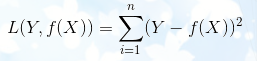 L(Y, f(X)) = \sum_{i=1}^{n} (Y - f(X))^2